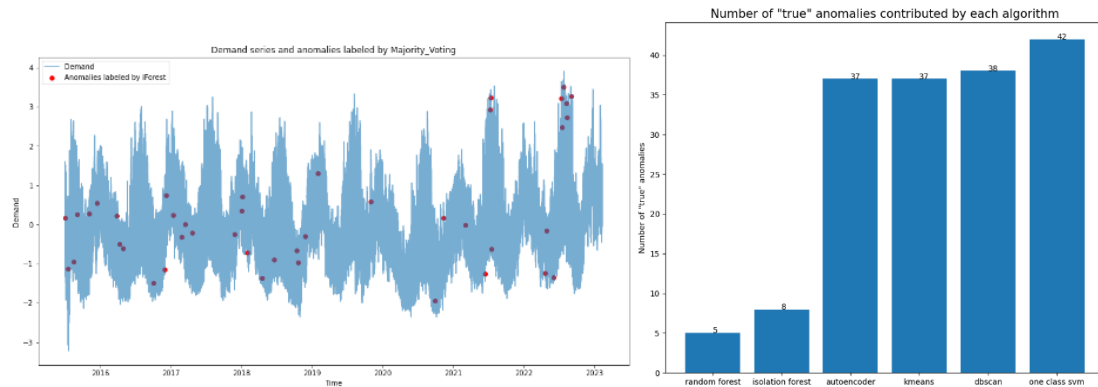 Demand series and anomalies labeled by Majority_Voting
Demand
Anomalies labeled by iForest
Demand
4
3
2
1
0
−1
−2
−3
2016 2017 2018 2019 2020 2021 2022 2023
Time
Number of "true" anomalies contributed by each algorithm
Number of "true" anomalies
40
35
30
25
20
15
10
5
0
5 8 37 37 38 42
random forest isolation forest autoencoder kmeans dbscan one class svm